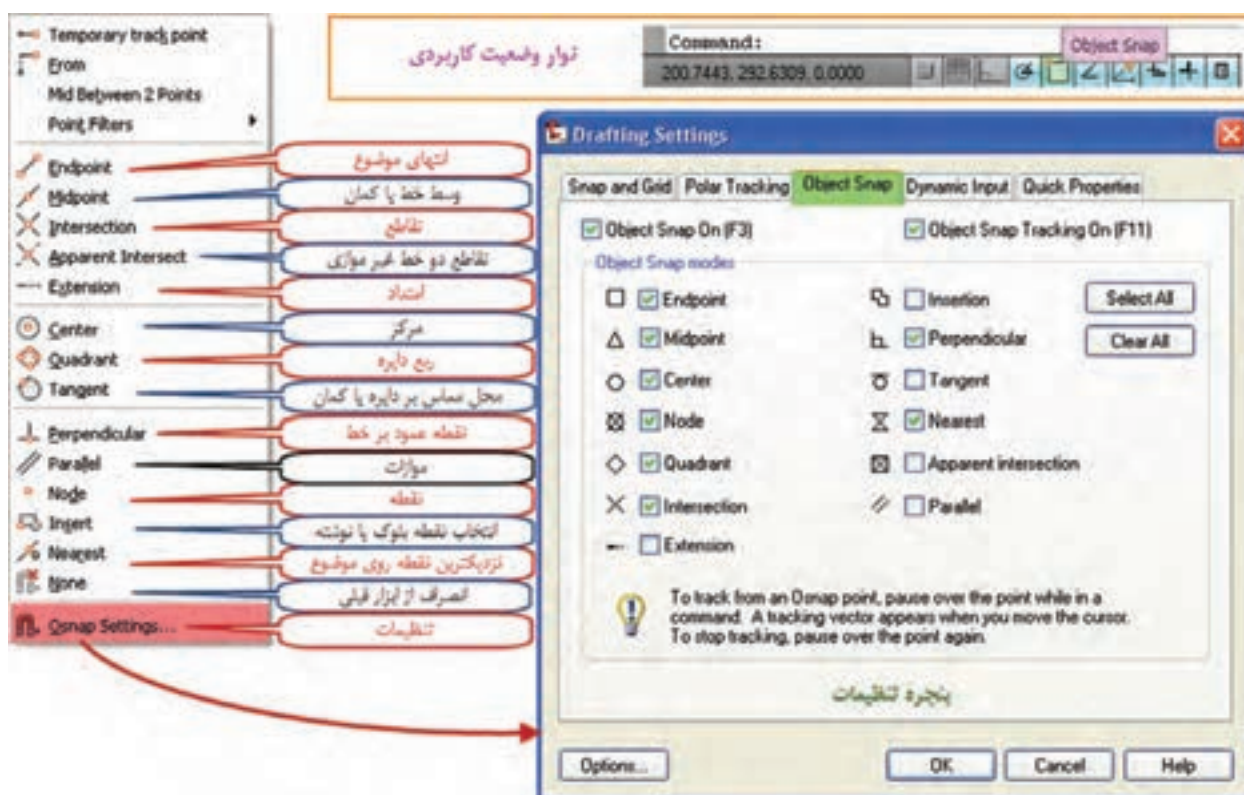 Temporary track point
From
Mid Between 2 Points
Point Filters
Endpoint
Midpoint
Intersection
Apparent Intersect
Extension
Center
Quadrant
Tangent
Perpendicular
Parallel
Node
Insert
Nearest
None
Osnap Settings...
انتهای موضوع
وسط خط یا کمان
تقاطع
تقاطع دو خط غیر موازی
امتداد
مرکز
ربع دایره
محل مماس بر دایره یا کمان
نقطه عمود بر خط
موازات
نقطه
انتخاب نقطه بلوک یا نوشته
نزدیکترین نقطه روی موضوع
انصراف از ابزار قبلی
تنظیمات
نوار وضعیت کاربردی
Command:
Object Snap
200.7443, 292.6309, 0.0000
Drafting Settings
Snap and Grid Polar Tracking Object Snap Dynamic Input Quick Properties
Object Snap On (F3) Object Snap Tracking On (F11)
Object Snap modes
Endpoint Insertion Select All
Midpoint Perpendicular Clear All
Center Tangent
Node Nearest
Quadrant Apparent intersection
Intersection Parallel
Extension
To track from an Osnap point, pause over the point while in a
command. A tracking vector appears when you move the cursor.
To stop tracking, pause over the point again.
پنجره تنظیمات
Options... OK Cancel Help